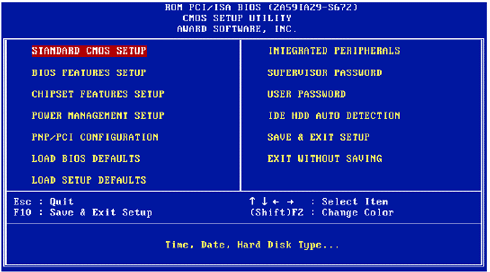 ROM PCI/ISA BIOS (2A59IAZ9-S672)
CMOS SETUP UTILITY
AWARD SOFTWARE, INC.
STANDARD CMOS SETUP
BIOS FEATURES SETUP
CHIPSET FEATURES SETUP
POWER MANAGEMENT SETUP
PNP/PCI CONFIGURATION
LOAD BIOS DEFAULTS
LOAD SETUP DEFAULTS
INTEGRATED PERIPHERALS
SUPERVISOR PASSWORD
USER PASSWORD
IDE HDD AUTO DETECTION
SAVE & EXIT SETUP
EXIT WITHOUT SAVING
Esc : Quit
F10 : Save & Exit Setup
↑ ↓ ← → : Select Item
(Shift)F2 : Change Color
Time, Date, Hard Disk Type...